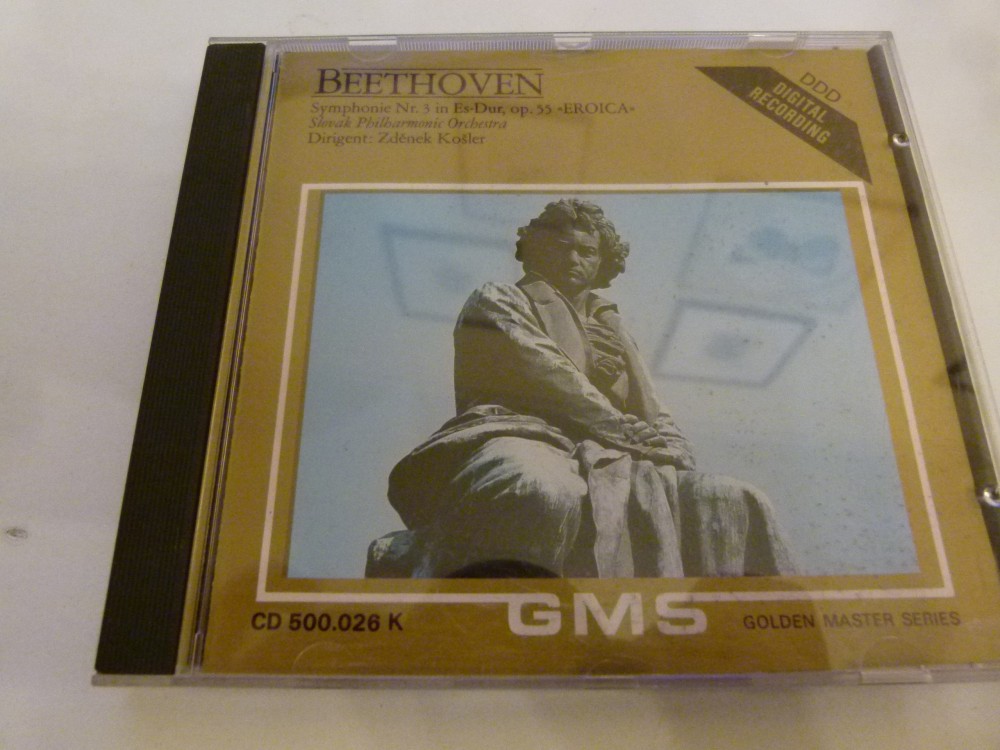 BEETHOVEN
Symphonie Nr. 3 in Es-Dur, op. 55 »EROICA«
Slovak Philharmonic Orchestra
Dirigent: Zdének Košler
DDD
DIGITAL
RECORDING
CD 500.026 K
GMS
GOLDEN MASTER SERIES